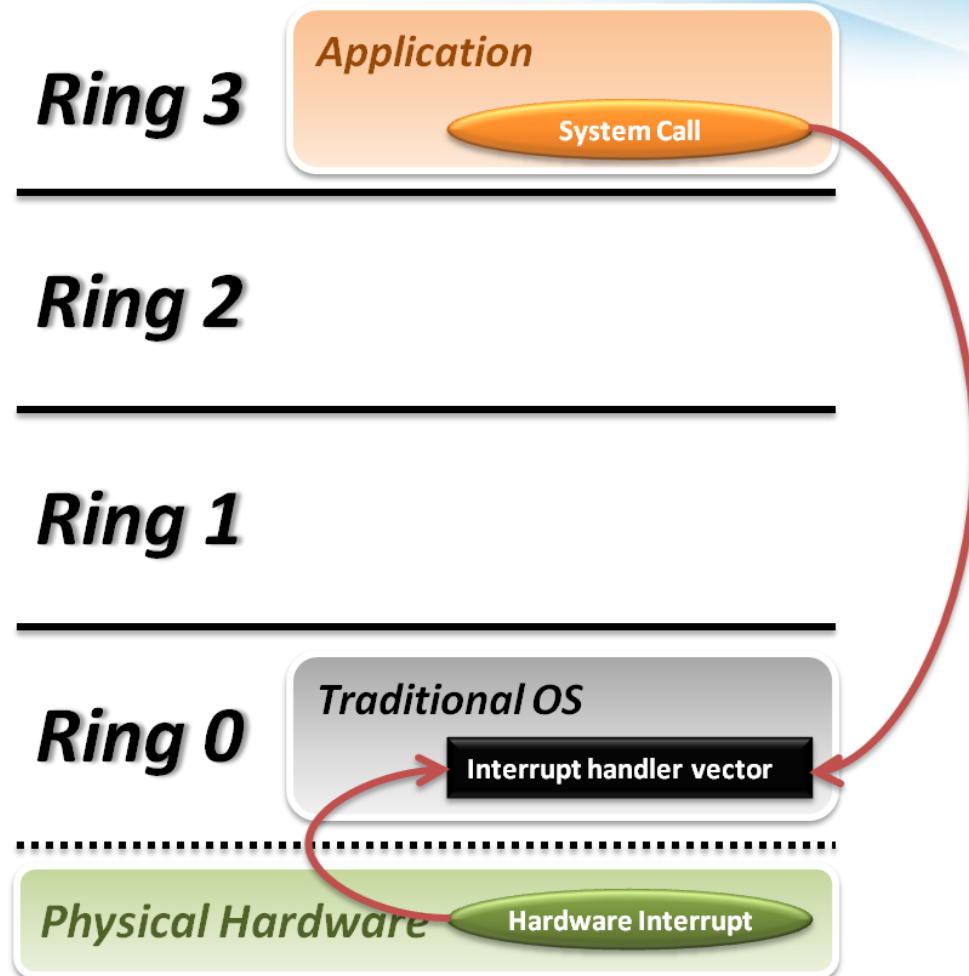 Ring 3
Application
System Call
Ring 2
Ring 1
Ring 0
Traditional OS
Interrupt handler vector
Physical Hardware
Hardware Interrupt